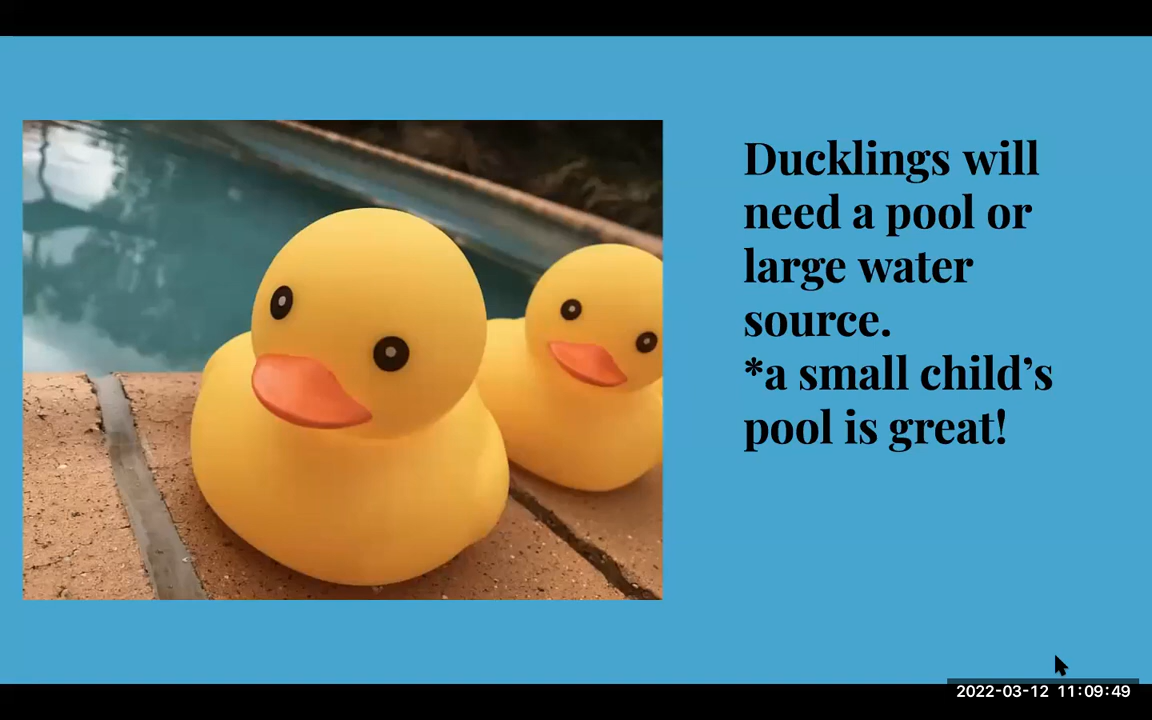 Ducklings will
need a pool or
large water
source.
*a small child’s
pool is great!
2022-03-12 11:09:49